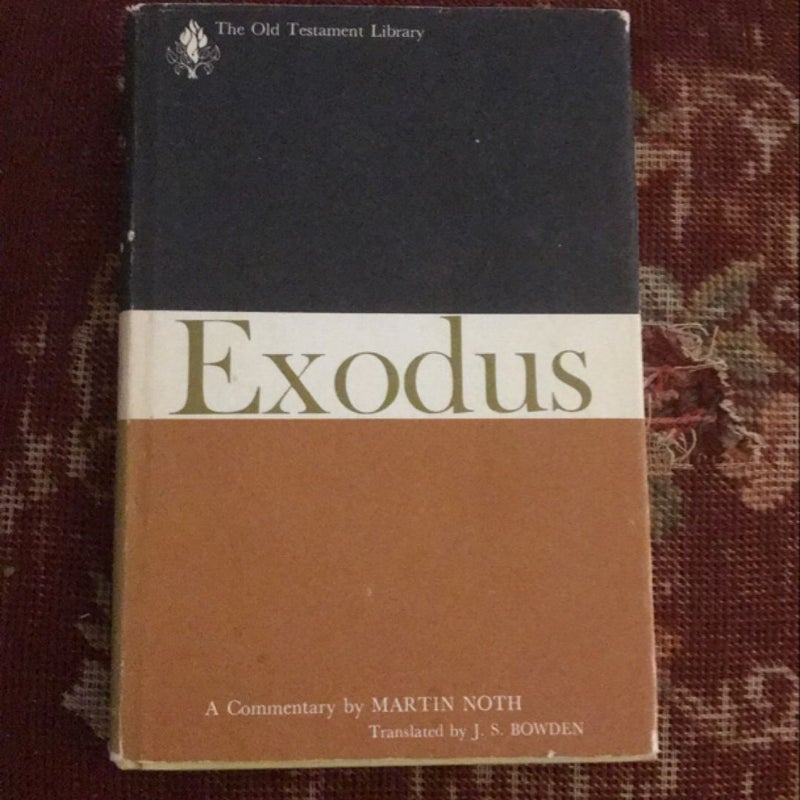 The Old Testament Library
Exodus
A Commentary by MARTIN NOTH
Translated by J. S. BOWDEN